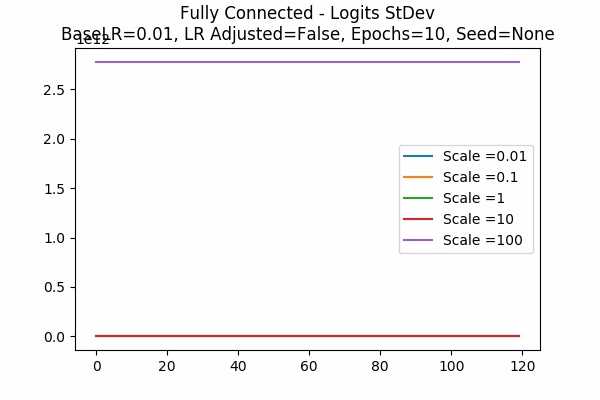 Fully Connected - Logits StDev
BaseLR=0.01, LR Adjusted=False, Epochs=10, Seed=None
1e12
2.5
2.0
1.5
1.0
0.5
0.0
Scale =0.01
Scale =0.1
Scale =1
Scale =10
Scale =100
0 20 40 60 80 100 120